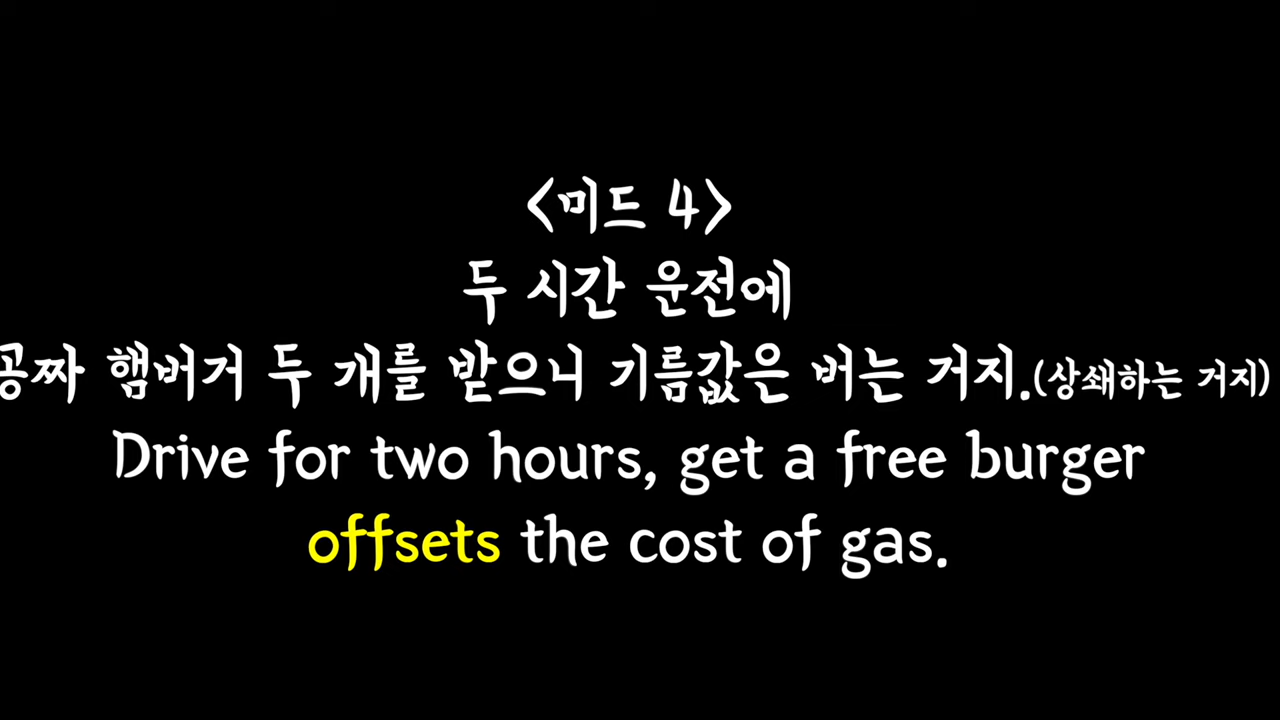 <미드 4>
두 시간 운전에
공짜 햄버거 두 개를 받으니 기름값은 버는 거지.(상쇄하는 거지)
Drive for two hours, get a free burger
offsets the cost of gas.